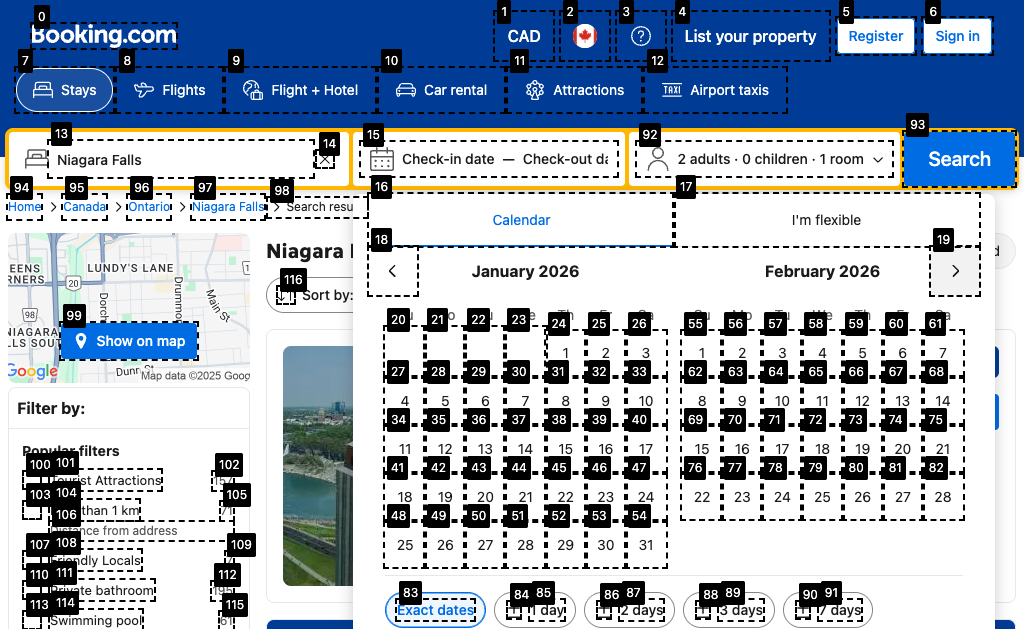 0
1
2
3
4
5
6
Booking.com
CAD
List your property
Register
Sign in
7
8
9
10
11
12
Stays
Flights
Flight + Hotel
Car rental
Attractions
TAXI Airport taxis
13
14
15
92
93
Niagara Falls
Check-in date — Check-out da
2 adults · 0 children · 1 room
Search
94
95
96
97
98
16
17
Home > Canada > Ontario > Niagara Falls > Search resu
Calendar
I'm flexible
18
19
Niagara
January 2026
February 2026
116
Sort by:
EENS
RNERS
LUNDY'S LANE
20
98
Dorch
Drummo
Main St
NIAGARA
LLS SOUT
Dunn St
99
Show on map
Google
Map data ©2025 Goog
20 21 22 23 24 25 26 55 56 57 58 59 60 61
1 2 3 1 2 3 4 5 6 7
27 28 29 30 31 32 33 62 63 64 65 66 67 68
4 5 6 7 8 9 10 8 9 10 11 12 13 14
34 35 36 37 38 39 40 69 70 71 72 73 74 75
11 12 13 14 15 16 17 15 16 17 18 19 20 21
41 42 43 44 45 46 47 76 77 78 79 80 81 82
18 19 20 21 22 23 24 22 23 24 25 26 27 28
48 49 50 51 52 53 54
25 26 27 28 29 30 31
Filter by:
Popular filters
100 101 102
Tourist Attractions
103 104 105
than 1 km
106
Distance from address
107 108 109
Friendly Locals
110 111 112
Private bathroom
113 114 115
Swimming pool
83 84 85 86 87 88 89 90 91
Exact dates
1 day
2 days
3 days
7 days